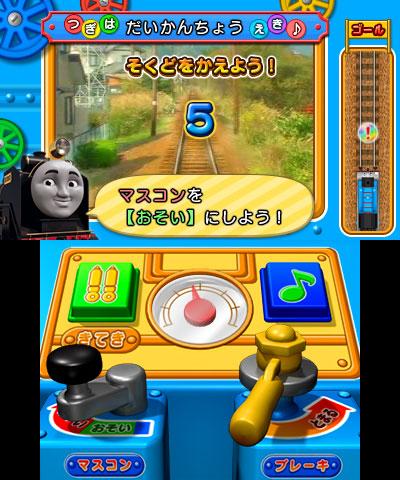 つぎは だいかんちょう えき♪
ゴール
そくどをかえよう！
5
!
マスコンを
【おそい】にしよう！
きてき
おそい
マスコン
ブレーキ